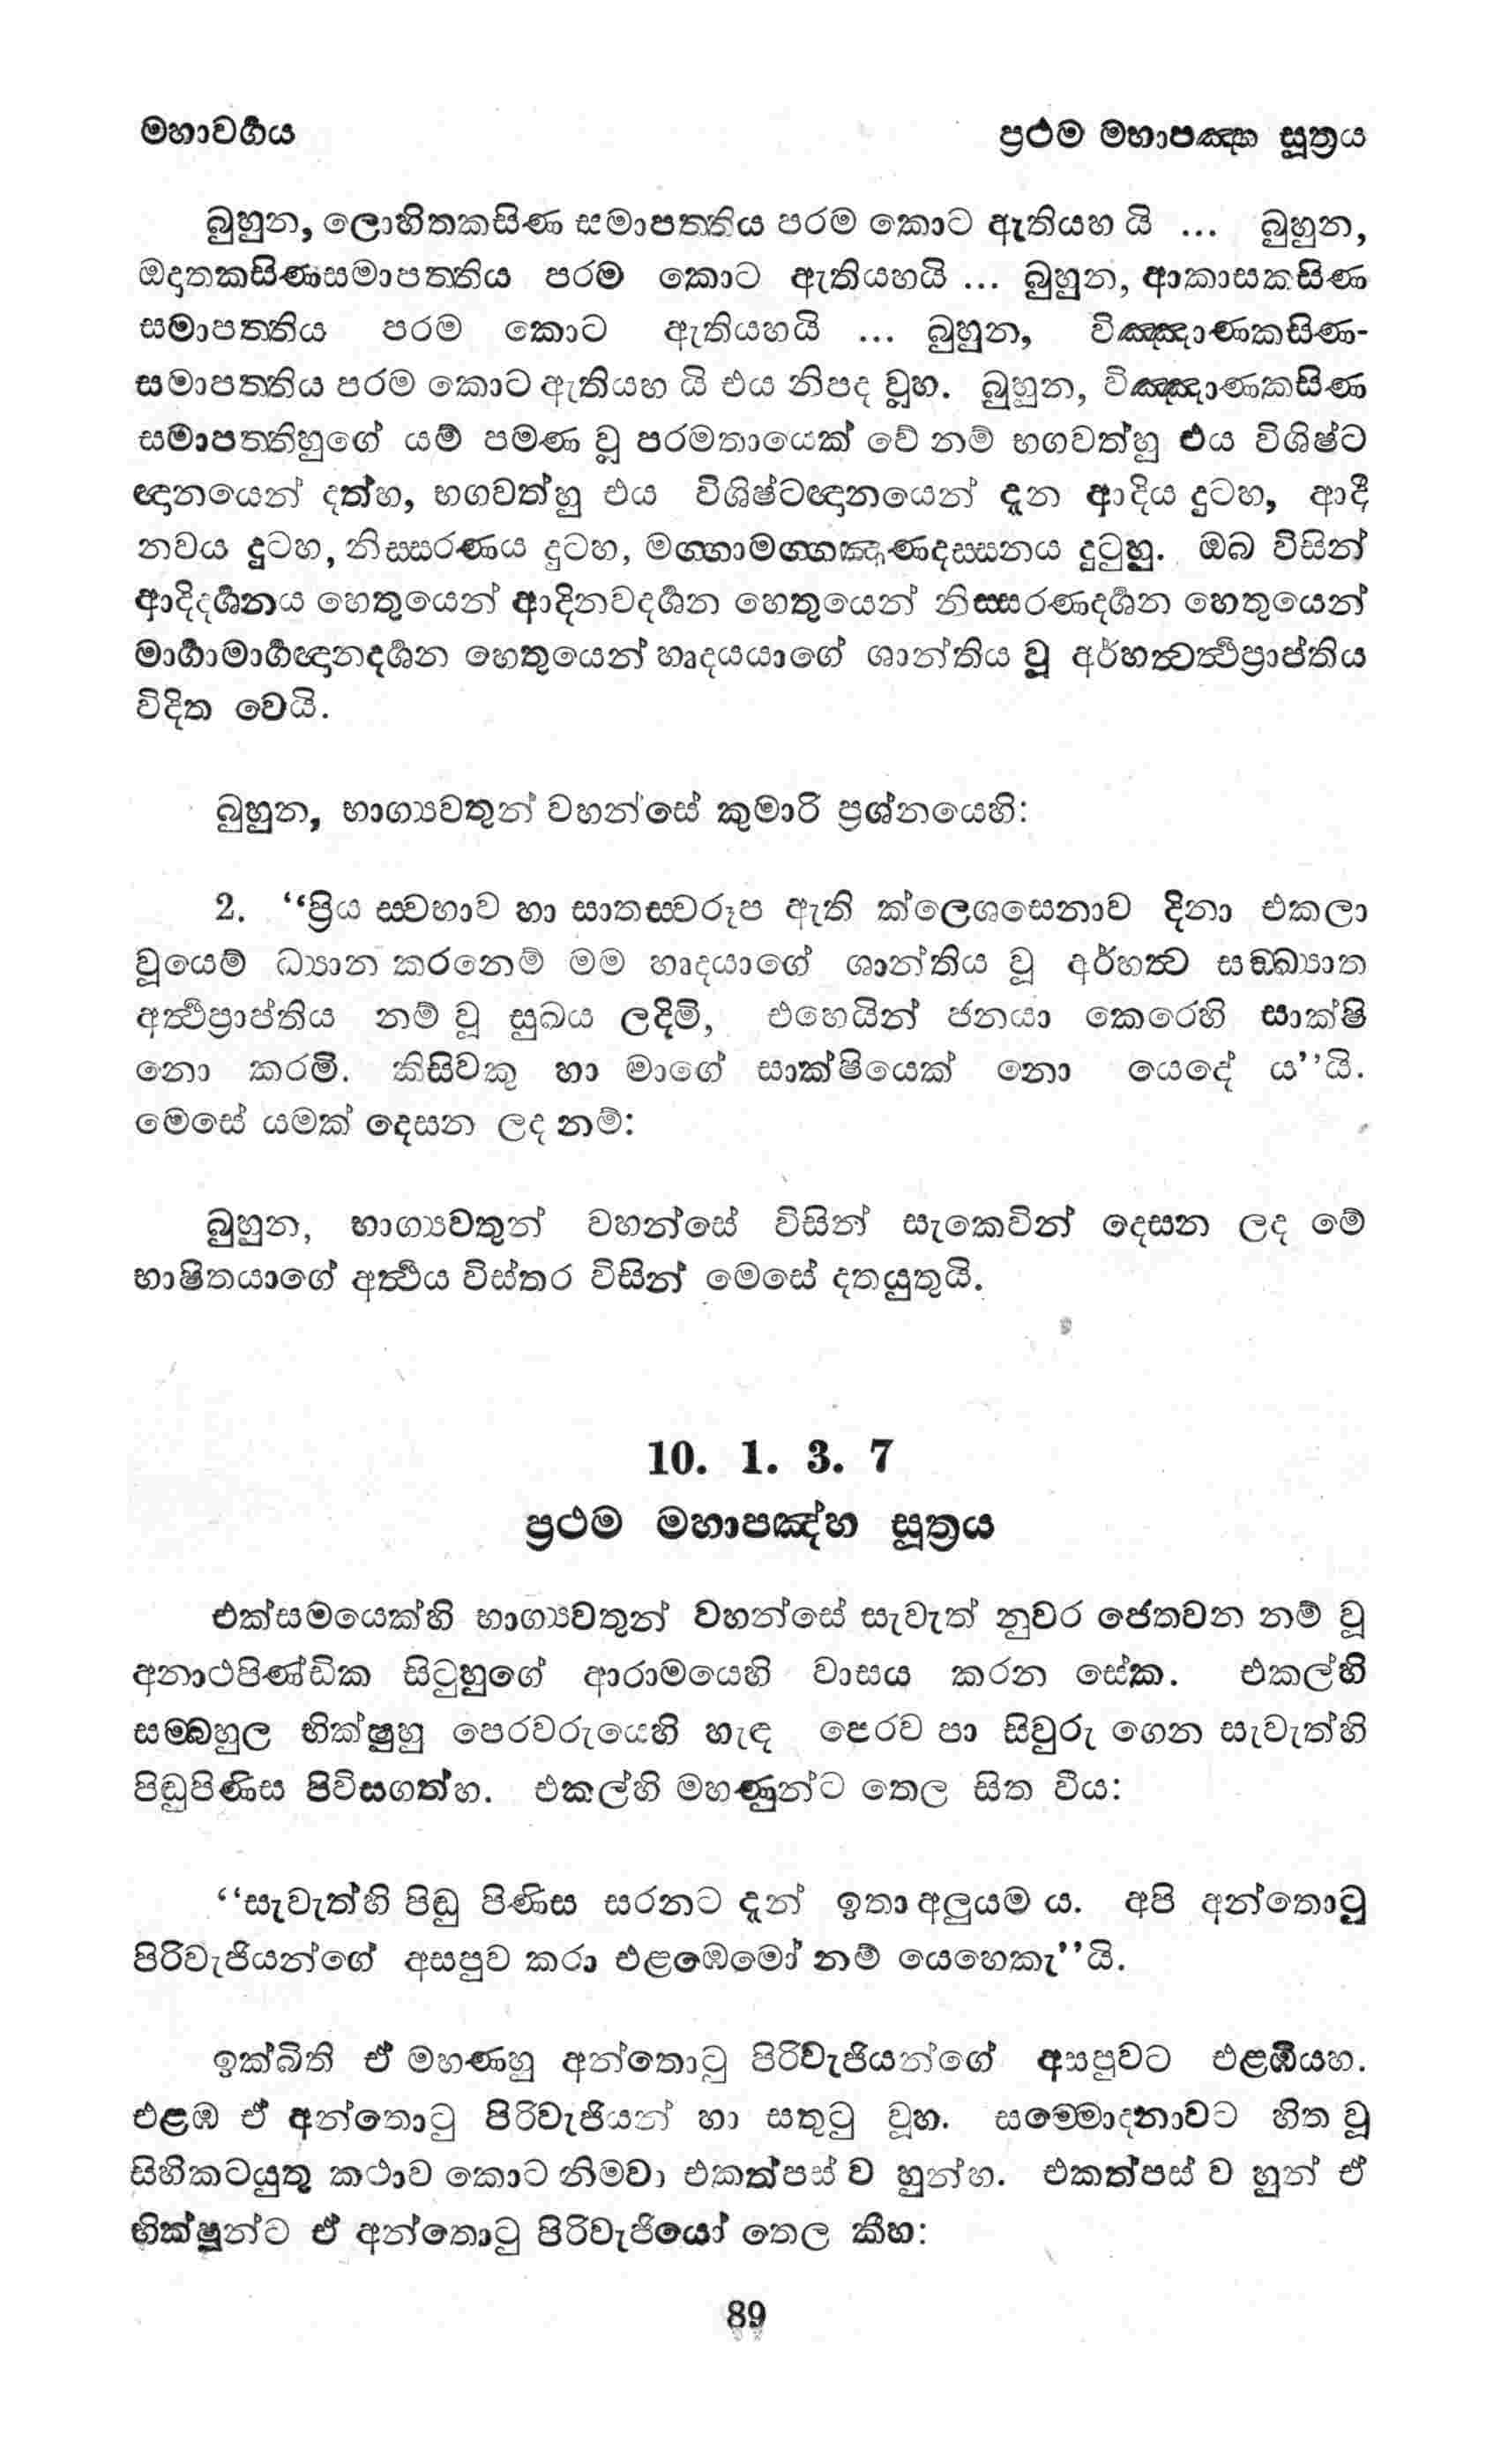 මහාවර්ගය ප්‍රථම මහාපඤ්හ සූත්‍රය
බුහුන, ලොහිතකසිණ සමාපත්තිය පරම කොට ඇතියහ යි ... බුහුන,
ඔදාතකසිණසමාපත්තිය පරම කොට ඇතියහයි ... බුහුන, ආකාසකසිණ
සමාපත්තිය පරම කොට ඇතියහයි ... බුහුන, විඤ්ඤාණකසිණ-
සමාපත්තිය පරම කොට ඇතියහ යි එය නිපද වූහ. බුහුන, විඤ්ඤාණකසිණ
සමාපත්තිහුගේ යම් පමණ වූ පරමතායෙක් වේ නම් භගවත්හු එය විශිෂ්ට
ඥානයෙන් දත්හ, භගවත්හු එය විශිෂ්ටඥානයෙන් දැන ආදිය දුටහ, ආදී
නවය දුටහ, නිස්සරණය දුටහ, මග්ගාමග්ගඤාණදස්සනය දුටුහු. ඔබ විසින්
ආදිදර්ශනය හෙතුයෙන් ආදිනවදර්ශන හෙතුයෙන් නිස්සරණදර්ශන හෙතුයෙන්
මාර්ගාමාර්ගඥානදර්ශන හෙතුයෙන් හෘදයයාගේ ශාන්තිය වූ අර්හත්වර්ත්‍ථප්‍රාප්තිය
විදිත වෙයි.
බුහුන, භාග්‍යවතුන් වහන්සේ කුමාරි ප්‍රශ්නයෙහි:
2. ‘‘ප්‍රිය ස්වභාව හා සාතස්වරූප ඇති ක්ලෙශසෙනාව දිනා එකලා
වූයෙම් ධ්‍යාන කරනෙම් මම හෘදයාගේ ශාන්තිය වූ අර්හත්ව සඞ්ඛ්‍යාත
අර්ත්‍ථප්‍රාප්තිය නම් වූ සුඛය ලදිමි, එහෙයින් ජනයා කෙරෙහි සාක්ෂි
නො කරමි. කිසිවකු හා මාගේ සාක්ෂියෙක් නො යෙදේ ය’’යි.
මෙසේ යමක් දෙසන ලද නම්:
බුහුන, භාග්‍යවතුන් වහන්සේ විසින් සැකෙවින් දෙසන ලද මේ
භාෂිතයාගේ අර්ත්‍ථය විස්තර විසින් මෙසේ දතයුතුයි.
10. 1. 3. 7
ප්‍රථම මහාපඤ්හ සූත්‍රය
එක්සමයෙක්හි භාග්‍යවතුන් වහන්සේ සැවැත් නුවර ජෙතවන නම් වූ
අනාථපිණ්ඩික සිටුහුගේ ආරාමයෙහි වාසය කරන සේක. එකල්හි
සම්බහුල භික්ෂුහු පෙරවරුයෙහි හැඳ පෙරව පා සිවුරු ගෙන සැවැත්හි
පිඬුපිණිස පිවිසගත්හ. එකල්හි මහණුන්ට තෙල සිත වීය:
‘‘සැවැත්හි පිඬු පිණිස සරනට දැන් ඉතා අලුයම ය. අපි අන්තොටු
පිරිවැජියන්ගේ අසපුව කරා එළඹෙමෝ නම් යෙහෙකැ’’යි.
ඉක්බිති ඒ මහණහු අන්තොටු පිරිවැජියන්ගේ අසපුවට එළඹියහ.
එළඹ ඒ අන්තොටු පිරිවැජියන් හා සතුටු වූහ. සම්මොදනාවට හිත වූ
සිහිකටයුතු කථාව කොට නිමවා එකත්පස් ව හුන්හ. එකත්පස් ව හුන් ඒ
භික්ෂූන්ට ඒ අන්තොටු පිරිවැජියෝ තෙල කීහ:
89